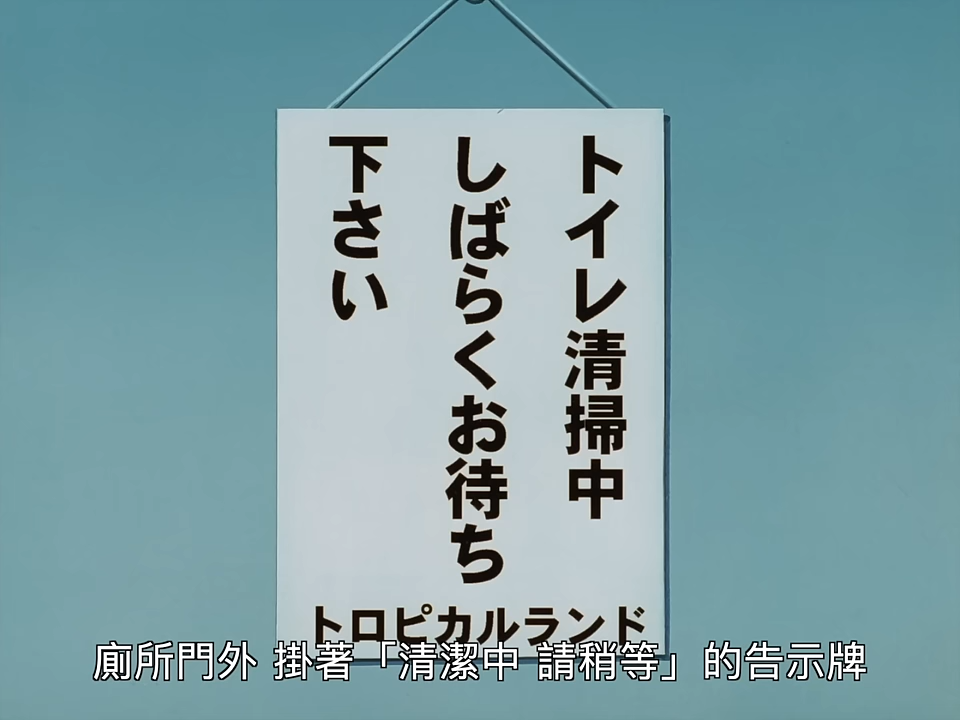 トイレ清掃中
しばらくお待ち
下さい
トロピカルランド
廁所門外 掛著「清潔中 請稍等」的告示牌